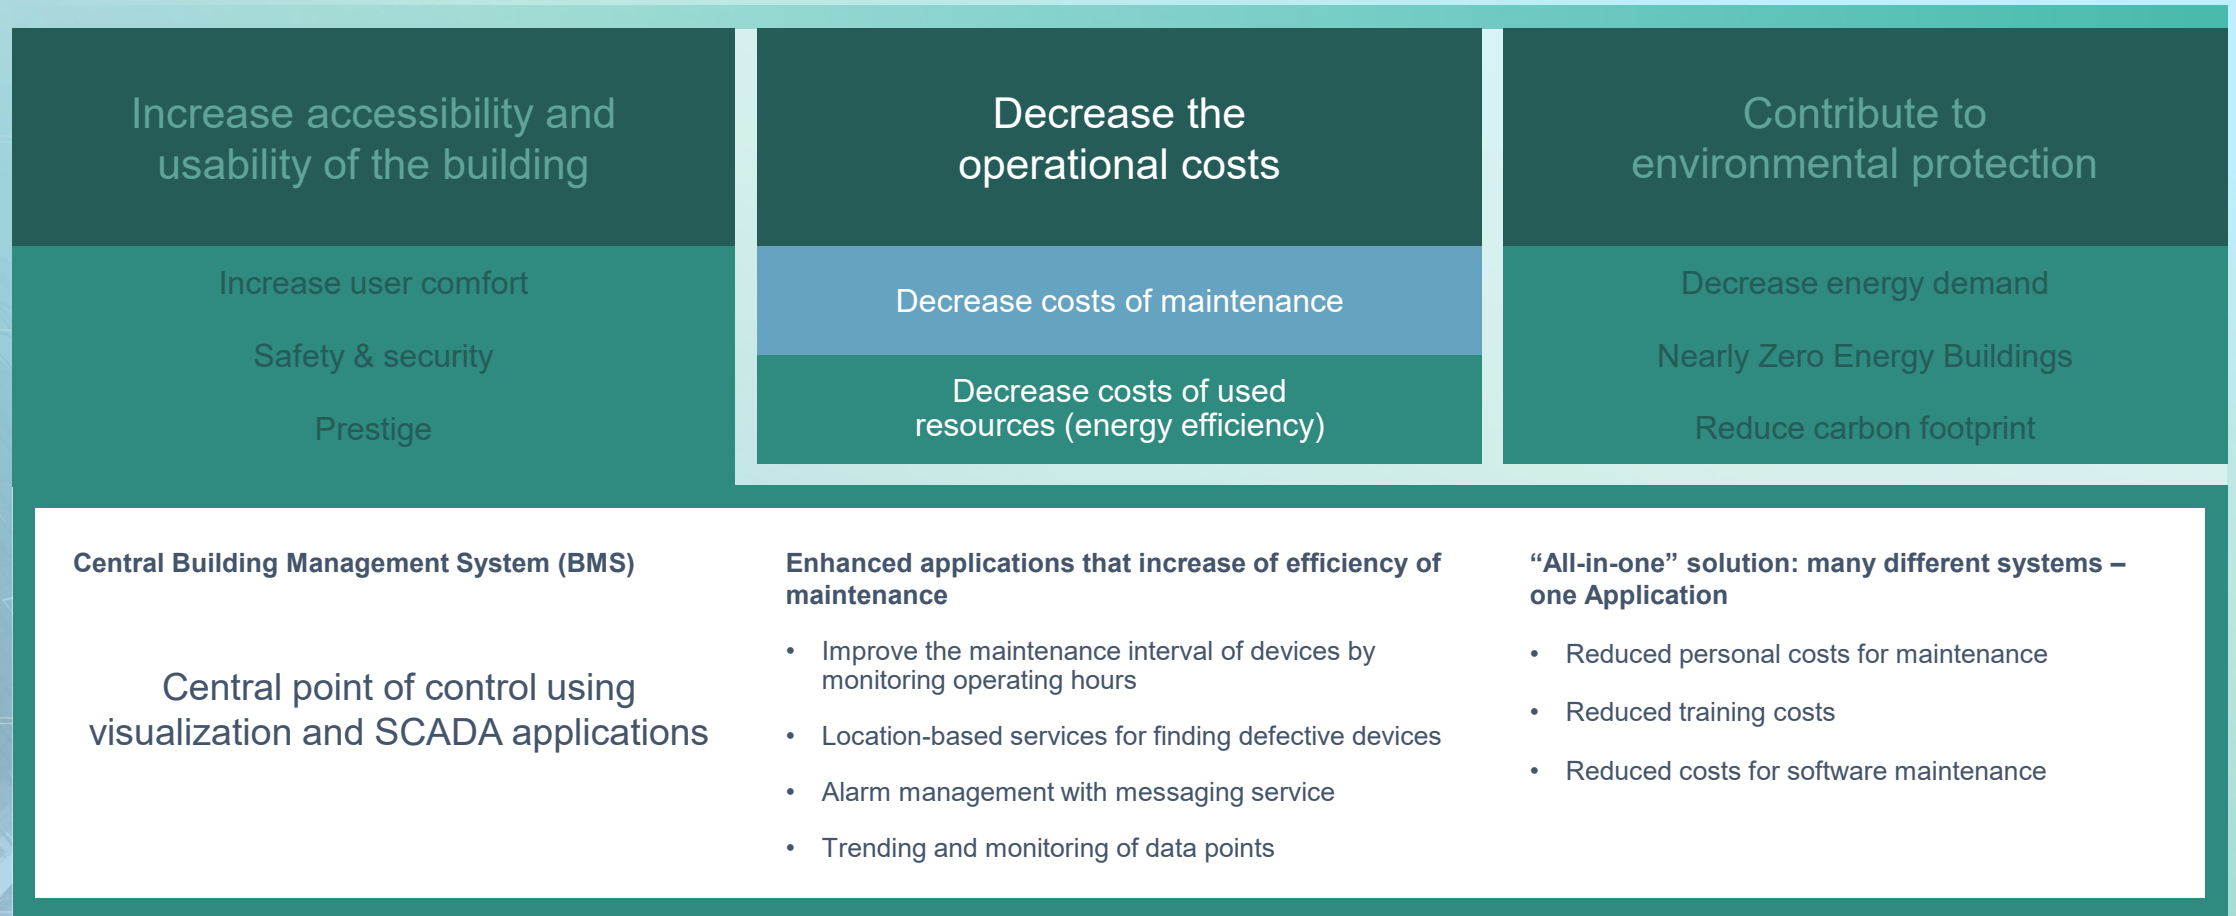 Increase accessibility and
usability of the building
Increase user comfort
Safety & security
Prestige
Decrease the
operational costs
Decrease costs of maintenance
Decrease costs of used
resources (energy efficiency)
Contribute to
environmental protection
Decrease energy demand
Nearly Zero Energy Buildings
Reduce carbon footprint
Central Building Management System (BMS)
Central point of control using
visualization and SCADA applications
Enhanced applications that increase of efficiency of
maintenance
• Improve the maintenance interval of devices by
monitoring operating hours
• Location-based services for finding defective devices
• Alarm management with messaging service
• Trending and monitoring of data points
“All-in-one” solution: many different systems –
one Application
• Reduced personal costs for maintenance
• Reduced training costs
• Reduced costs for software maintenance